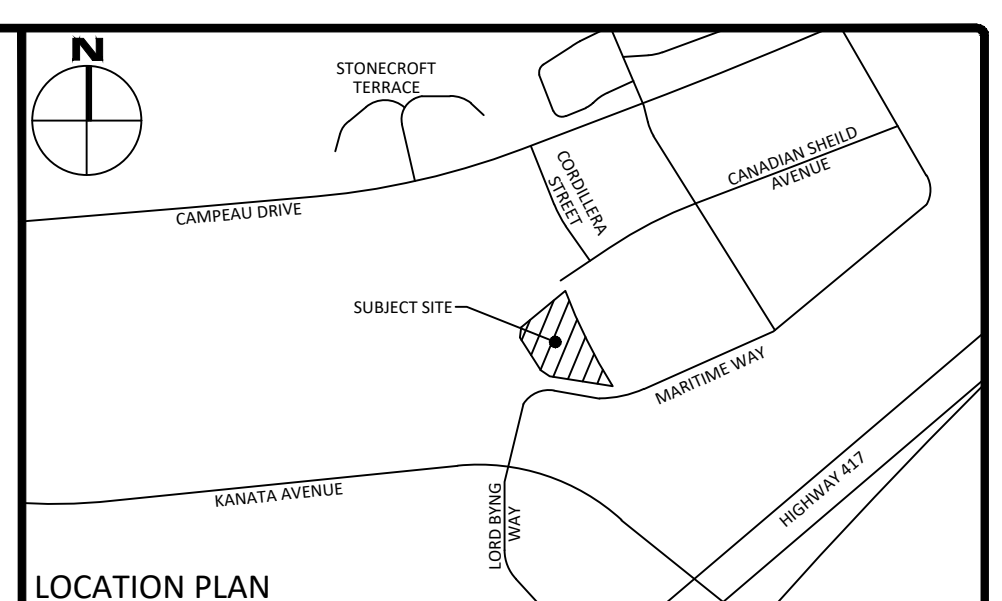 N
STONECROFT
TERRACE
CORDILLERA
STREET
CANADIAN SHEILD
AVENUE
CAMPEAU DRIVE
SUBJECT SITE
MARITIME WAY
HIGHWAY 417
KANATA AVENUE
LORD BYNG
WAY
LOCATION PLAN